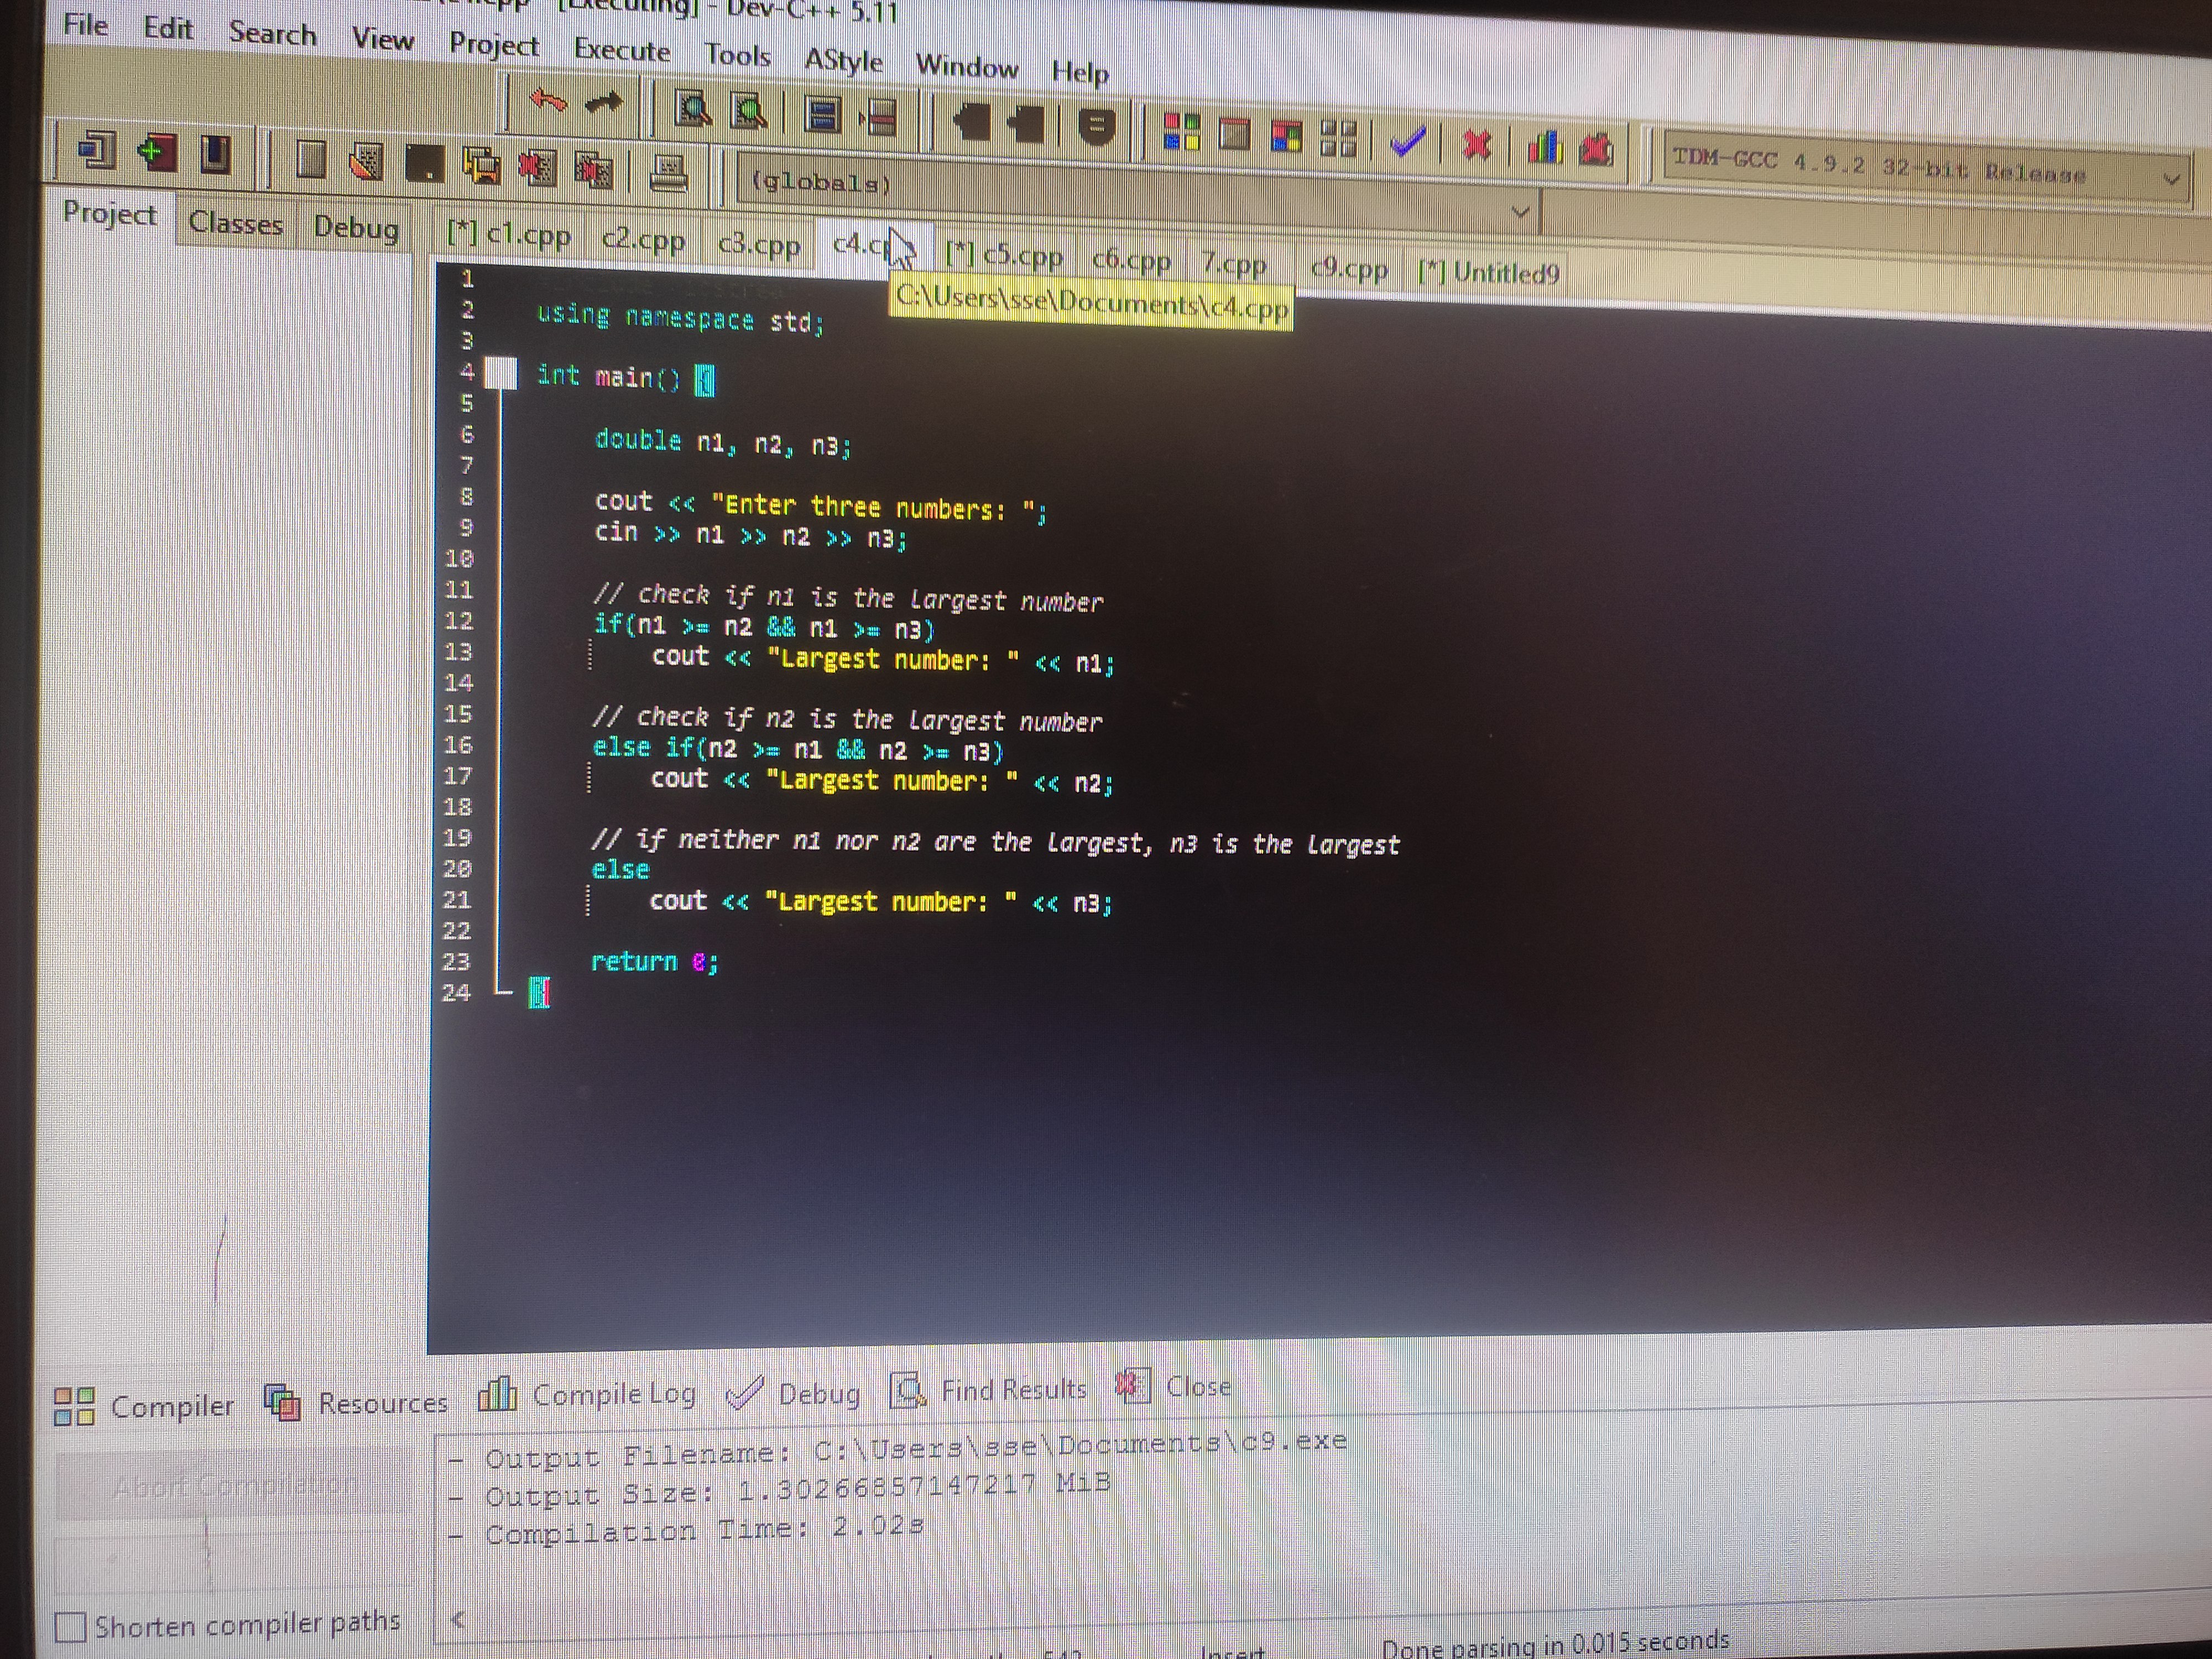 [Executing] - Dev-C++ 5.11
File Edit Search View Project Execute Tools AStyle Window Help
TDM-GCC 4.9.2 32-bit Release
(globals)
Project Classes Debug [*] c1.cpp c2.cpp c3.cpp [*] c5.cpp c6.cpp 7.cpp c9.cpp [*] Untitled9
C:\Users\sse\Documents\c4.cpp
1
2 using namespace std;
3
4 int main() {
5
6 double n1, n2, n3;
7
8 cout << "Enter three numbers: ";
9 cin >> n1 >> n2 >> n3;
10
11 // check if n1 is the largest number
12 if(n1 >= n2 && n1 >= n3)
13 cout << "Largest number: " << n1;
14
15 // check if n2 is the largest number
16 else if(n2 >= n1 && n2 >= n3)
17 cout << "Largest number: " << n2;
18
19 // if neither n1 nor n2 are the largest, n3 is the largest
20 else
21 cout << "Largest number: " << n3;
22
23 return 0;
24 }
Compiler Resources Compile Log Debug Find Results Close
Abort Compilation
- Output Filename: C:\Users\sse\Documents\c9.exe
- Output Size: 1.30266857147217 MiB
- Compilation Time: 2.02s
Shorten compiler paths
Insert Done parsing in 0.015 seconds